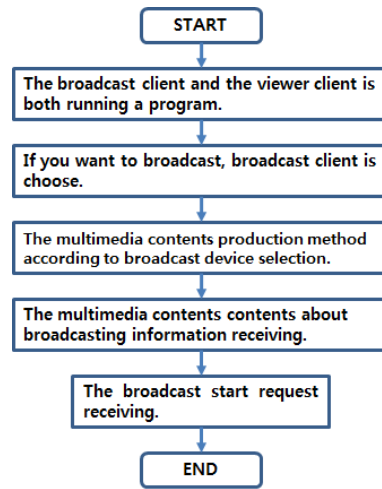 START
The broadcast client and the viewer client is
both running a program.
If you want to broadcast, broadcast client is
choose.
The multimedia contents production method
according to broadcast device selection.
The multimedia contents contents about
broadcasting information receiving.
The broadcast start request
receiving.
END